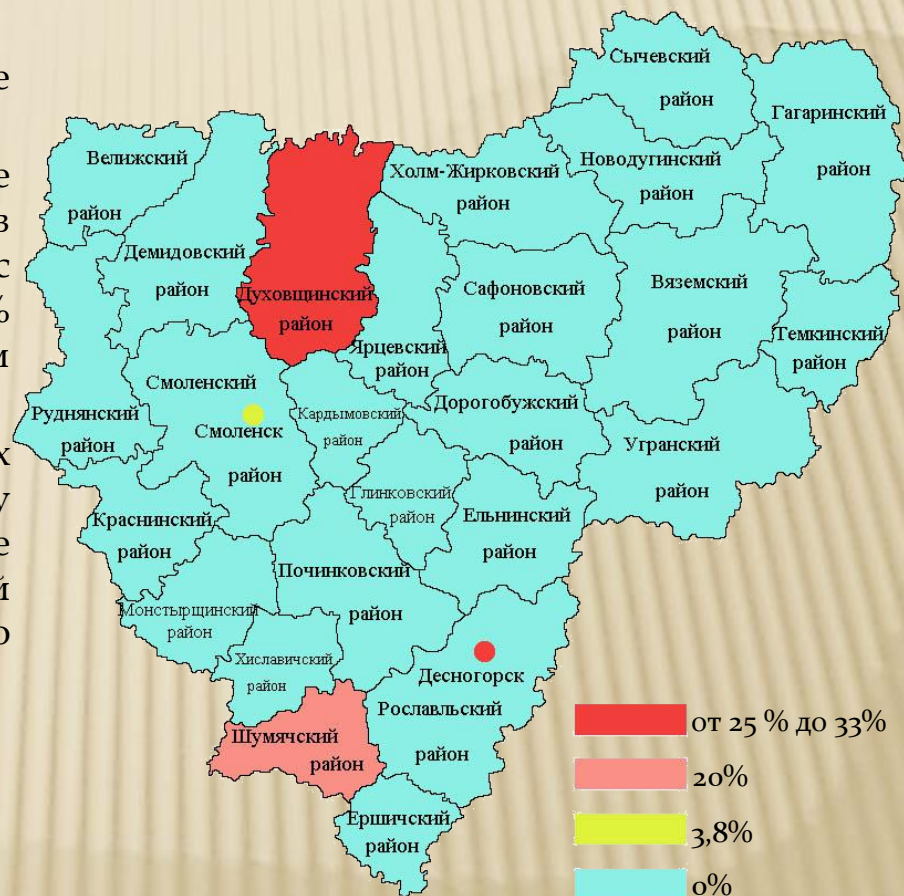 е
е
в
с
%
и
х
у
е
й
о
Сычевский
район
Гагаринский
район
Велижский
район
Холм-Жирковский
район
Новодугинский
район
Демидовский
район
Духовщинский
район
Сафоновский
район
Вяземский
район
Темкинский
район
Ярцевский
район
Смоленский
Смоленск
район
Руднянский
район
Кардымовский
район
Дорогобужский
район
Угранский
район
Глинковский
район
Ельнинский
район
Краснинский
район
Починковский
район
Монстырщинский
район
Хиславичский
район
Десногорск
Рославльский
район
Шумячский
район
Ершичский
район
от 25 % до 33%
20%
3,8%
0%